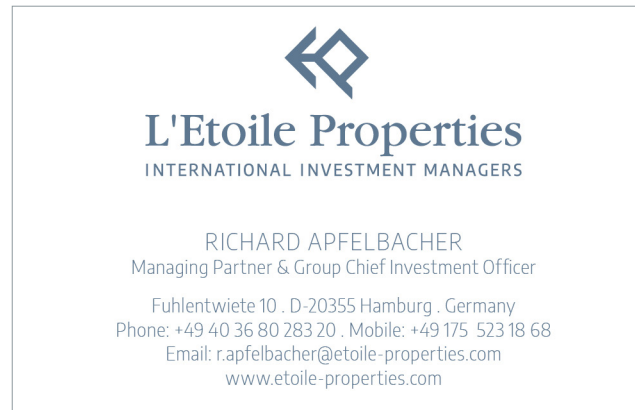 L'Etoile Properties
INTERNATIONAL INVESTMENT MANAGERS
RICHARD APFELBACHER
Managing Partner & Group Chief Investment Officer
Fuhlentwiete 10 . D-20355 Hamburg . Germany
Phone: +49 40 36 80 283 20 . Mobile: +49 175 523 18 68
Email: r.apfelbacher@etoile-properties.com
www.etoile-properties.com